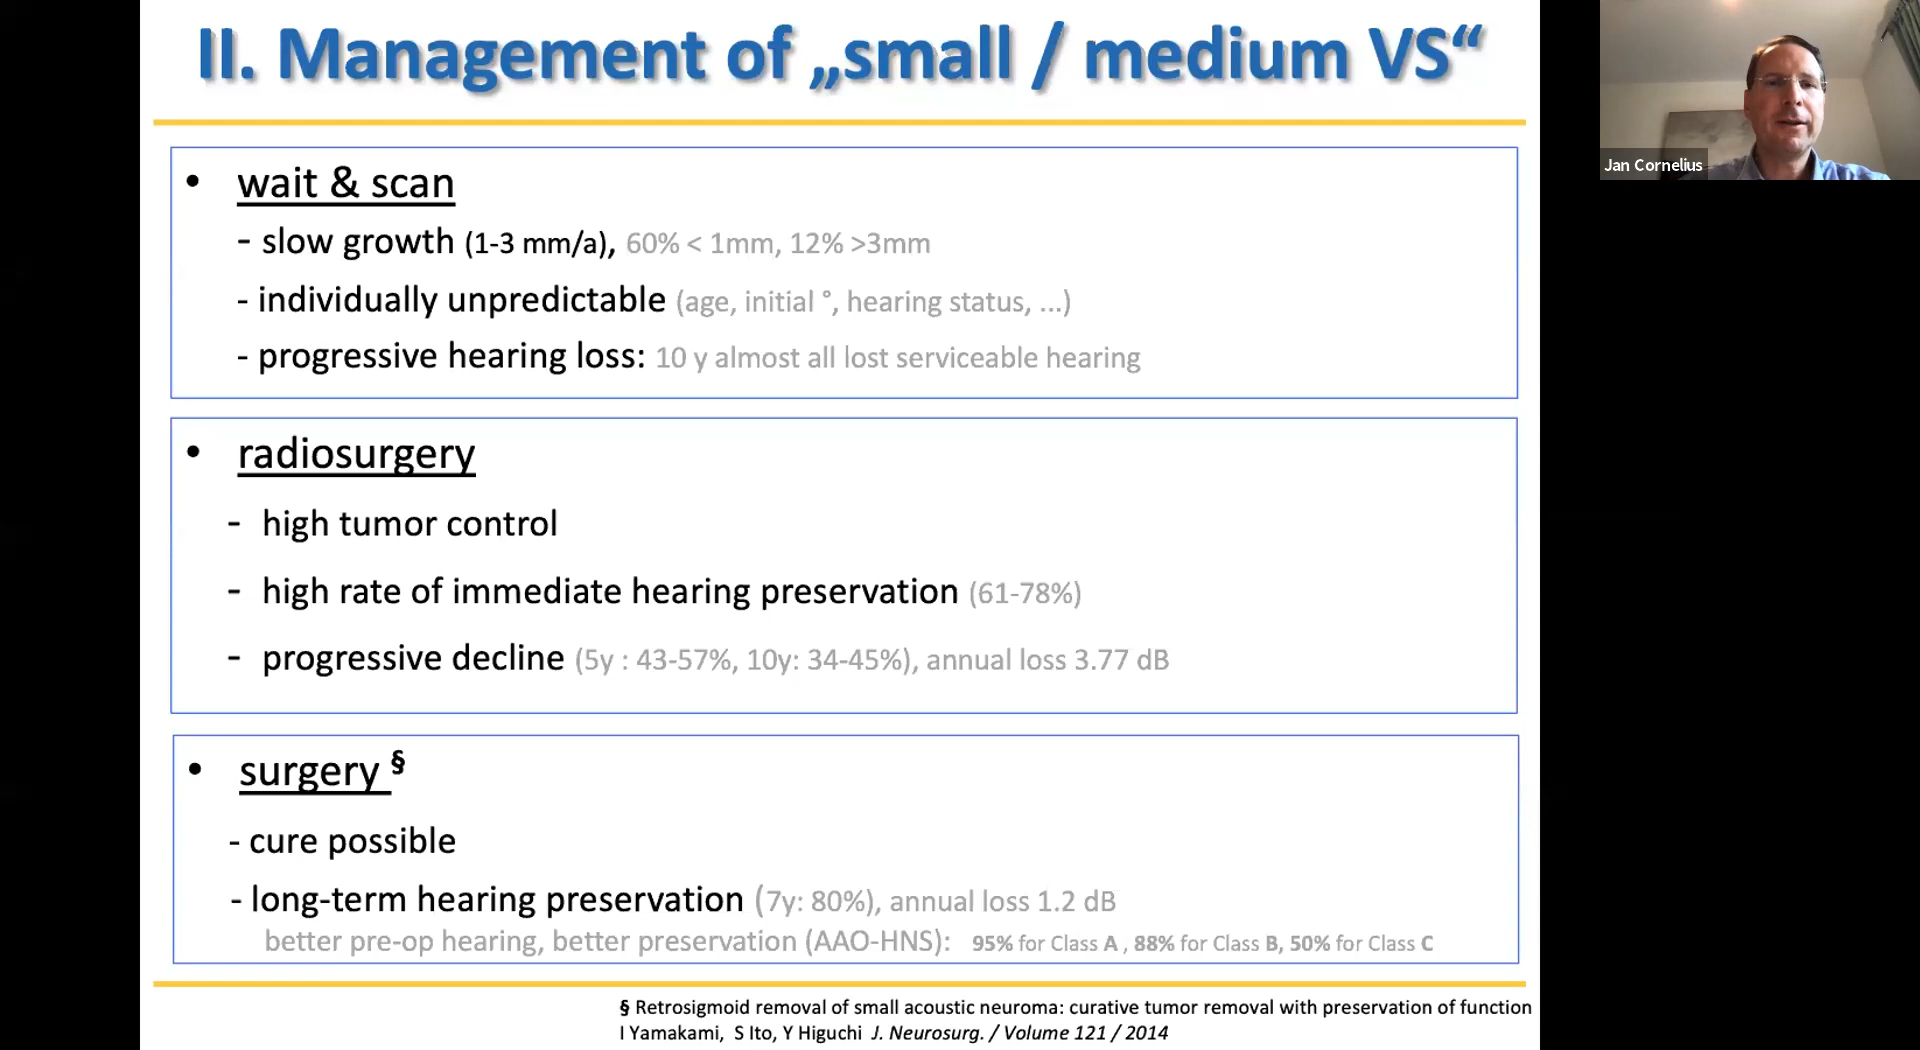 II. Management of „small / medium VS“
• wait & scan
- slow growth (1-3 mm/a), 60% < 1mm, 12% >3mm
- individually unpredictable (age, initial °, hearing status, ...)
- progressive hearing loss: 10 y almost all lost serviceable hearing
• radiosurgery
- high tumor control
- high rate of immediate hearing preservation (61-78%)
- progressive decline (5y : 43-57%, 10y: 34-45%), annual loss 3.77 dB
• surgery §
- cure possible
- long-term hearing preservation (7y: 80%), annual loss 1.2 dB
better pre-op hearing, better preservation (AAO-HNS): 95% for Class A , 88% for Class B, 50% for Class C
§ Retrosigmoid removal of small acoustic neuroma: curative tumor removal with preservation of function
I Yamakami, S Ito, Y Higuchi J. Neurosurg. / Volume 121 / 2014
Jan Cornelius